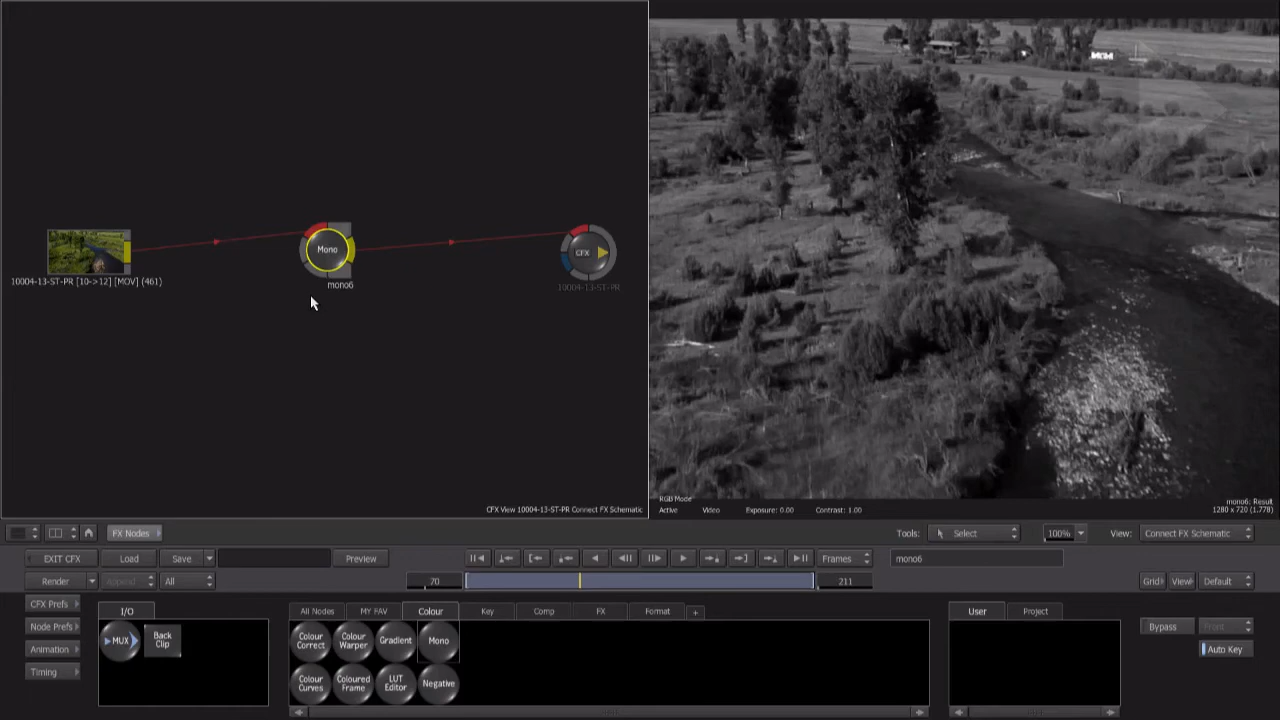 Mono
mono6
10004-13-ST-PR [10->12] [MOV] (461)
CFX
10004-13-ST-PR
CFX View 10004-13-ST-PR Connect FX Schematic
RGB Mode
Active Video Exposure: 0.00 Contrast: 1.00
mono6: Result
1280 x 720 (1.778)
FX Nodes
Tools: Select 100% View: Connect FX Schematic
EXIT CFX Load Save Preview Frames mono6
Render Append All 70 211 Grid View Default
CFX Prefs
Node Prefs
Animation
Timing
I/O
MUX
Back Clip
All Nodes MY FAV Colour Key Comp FX Format +
Colour Correct
Colour Warper
Gradient
Mono
Colour Curves
Coloured Frame
LUT Editor
Negative
User Project
Bypass Front
Auto Key